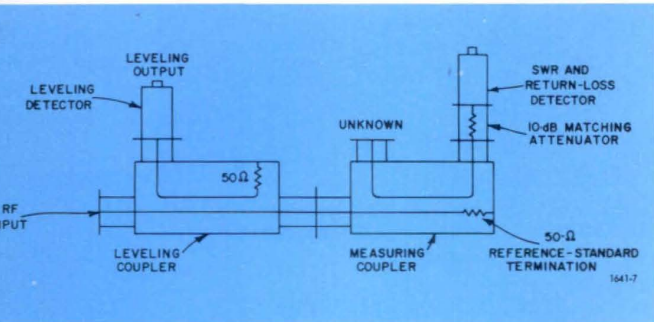 LEVELING
OUTPUT
LEVELING
DETECTOR
SWR AND
RETURN-LOSS
DETECTOR
UNKNOWN
10-dB MATCHING
ATTENUATOR
50Ω
RF
LEVELING
COUPLER
MEASURING
COUPLER
50-Ω
REFERENCE-STANDARD
TERMINATION
1641-7